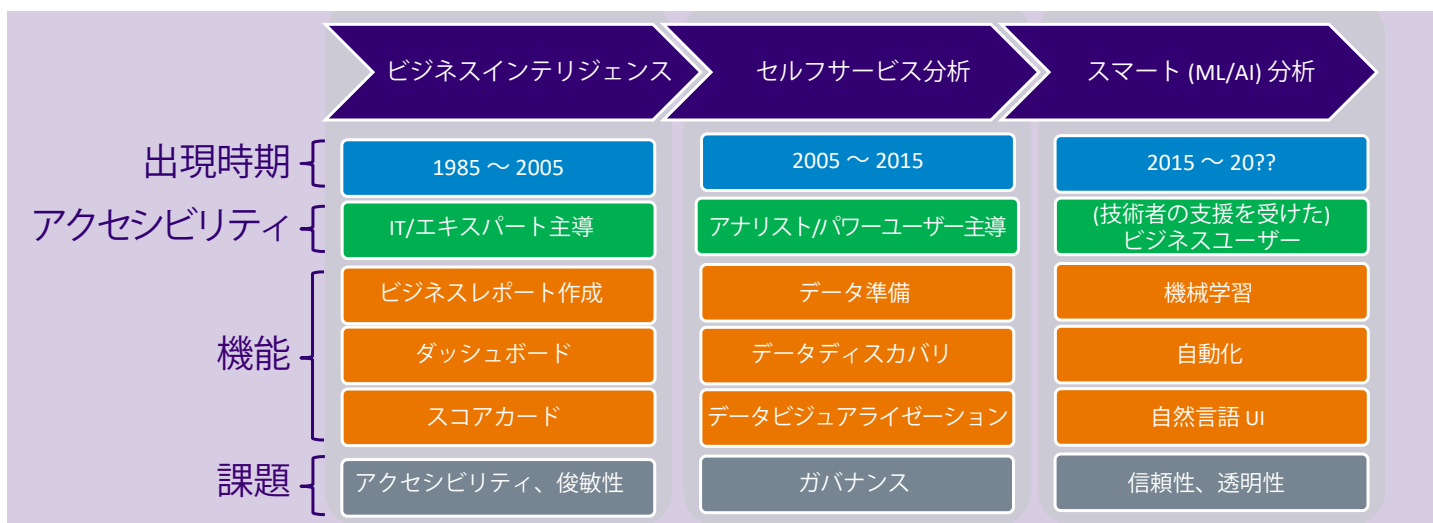 ビジネスインテリジェンス
セルフサービス分析
スマート (ML/AI) 分析
出現時期
1985 ～ 2005
2005 ～ 2015
2015 ～ 20??
アクセシビリティ
IT/エキスパート主導
アナリスト/パワーユーザー主導
(技術者の支援を受けた)
ビジネスユーザー
機能
ビジネスレポート作成
データ準備
機械学習
ダッシュボード
データディスカバリ
自動化
スコアカード
データビジュアライゼーション
自然言語 UI
課題
アクセシビリティ、俊敏性
ガバナンス
信頼性、透明性